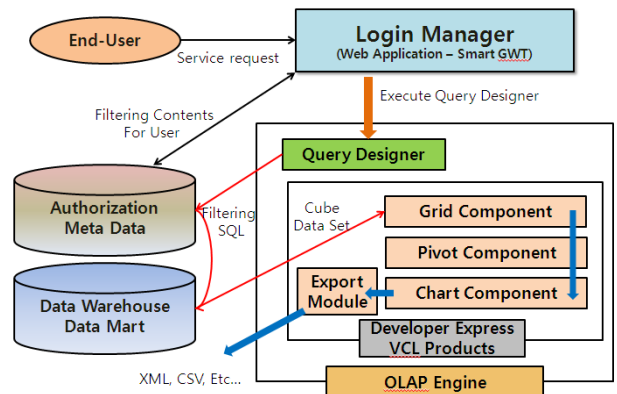 End-User
Login Manager
(Web Application – Smart GWT)
Service request
Execute Query Designer
Filtering Contents
For User
Query Designer
Authorization
Meta Data
Filtering
SQL
Cube
Data Set
Grid Component
Pivot Component
Chart Component
Export
Module
Data Warehouse
Data Mart
Developer Express
VCL Products
XML, CSV, Etc...
OLAP Engine